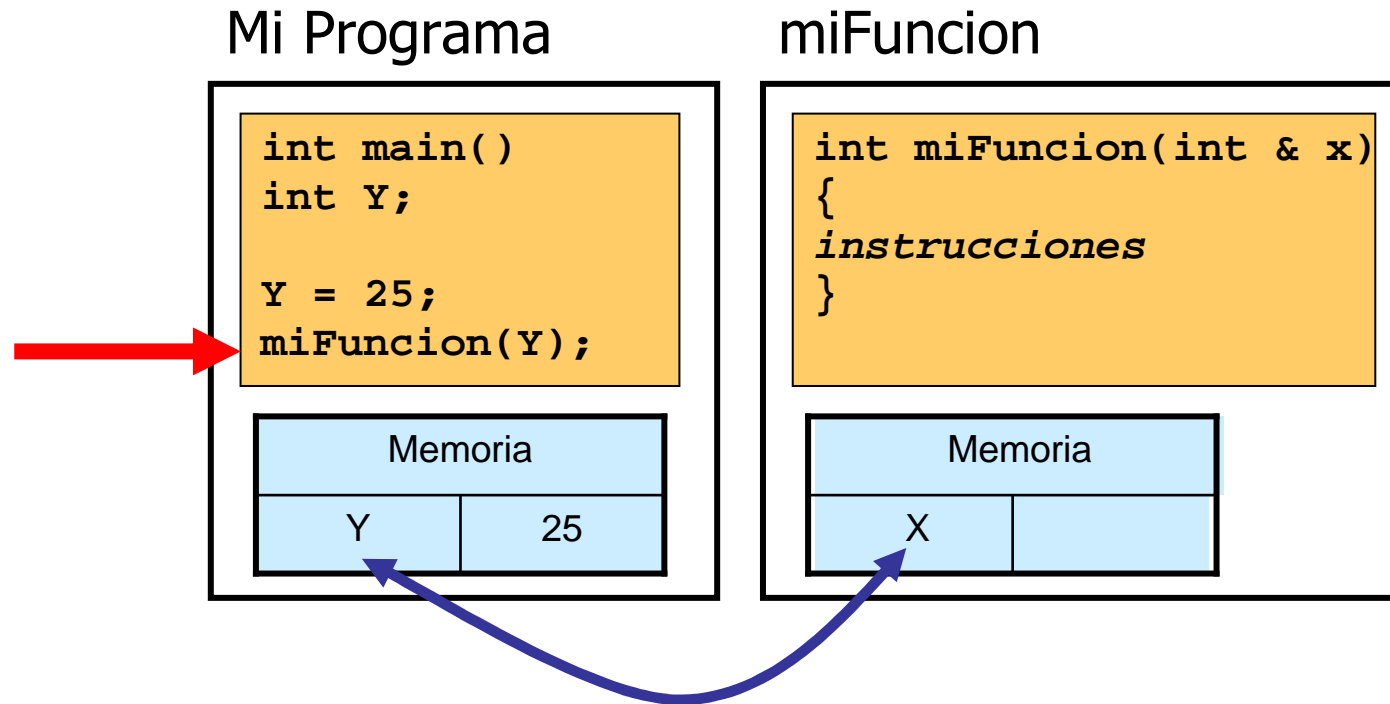 Mi Programa
int main()
int Y;
Y = 25;
miFuncion(Y);
Memoria
Y 25
miFuncion
int miFuncion(int & x)
{
instrucciones
}
Memoria
X